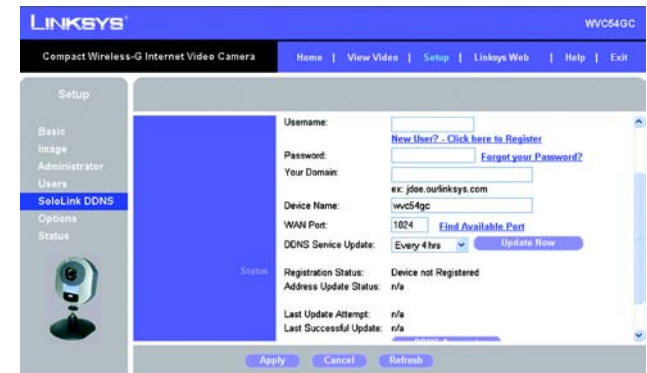 LINKSYS
WVC54GC
Compact Wireless-G Internet Video Camera
Home | View Video | Setup | Linksys Web | Help | Exit
Setup
Basic
Image
Administrator
Users
SoloLink DDNS
Options
Status
Username:
New User? - Click here to Register
Password:
Forgot your Password?
Your Domain:
ex: jdoe.ourlinksys.com
Device Name: wvc54gc
WAN Port: 1024 Find Available Port
DDNS Service Update: Every 4 hrs Update Now
Status
Registration Status: Device not Registered
Address Update Status: n/a
Last Update Attempt: n/a
Last Successful Update: n/a
Apply Cancel Refresh